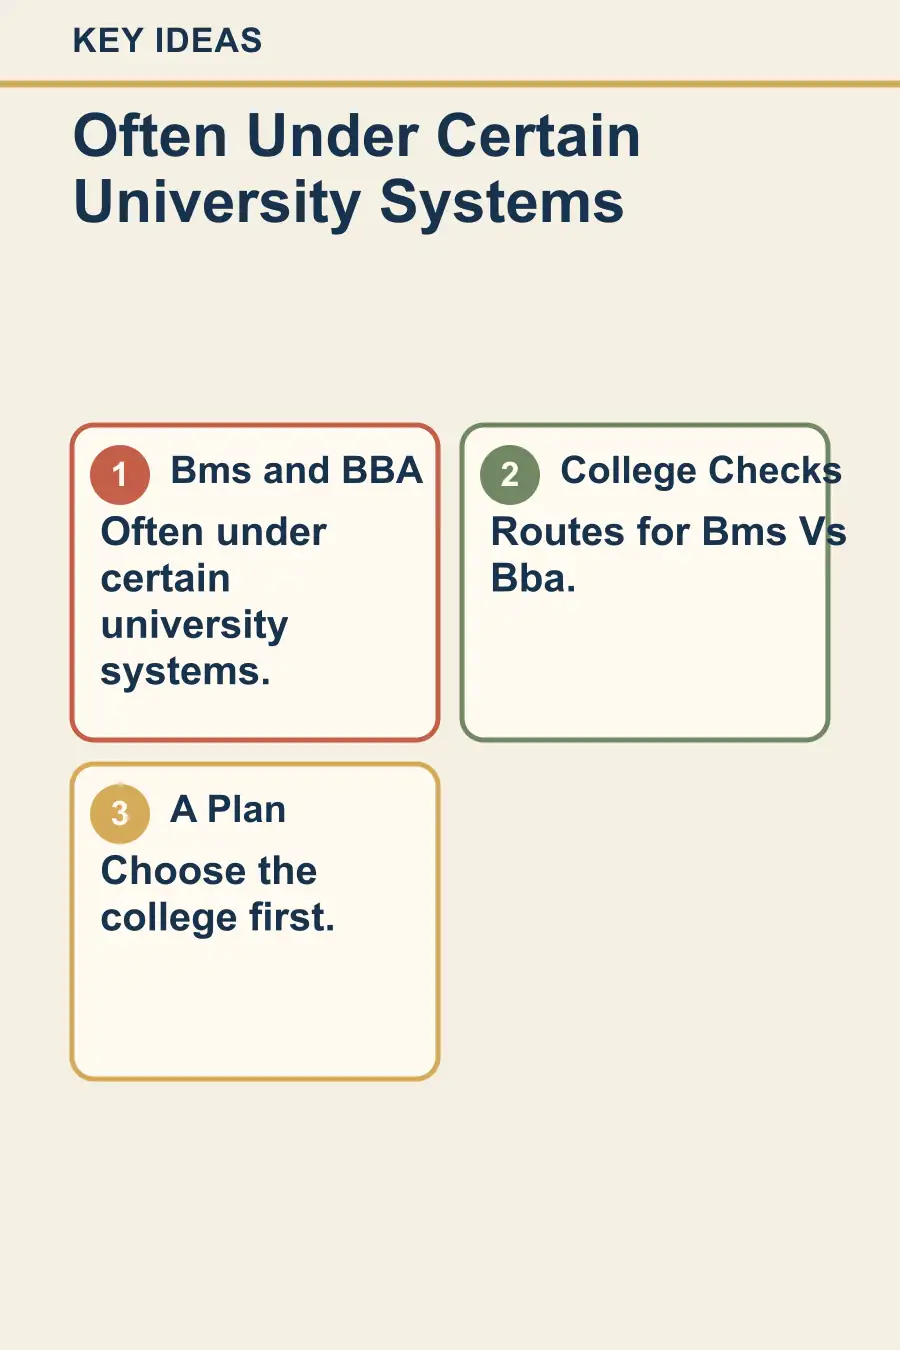 KEY IDEAS
Often Under Certain
University Systems
1
Bms and BBA
Often under
certain
university
systems.
2
College Checks
Routes for Bms Vs
Bba.
3
A Plan
Choose the
college first.